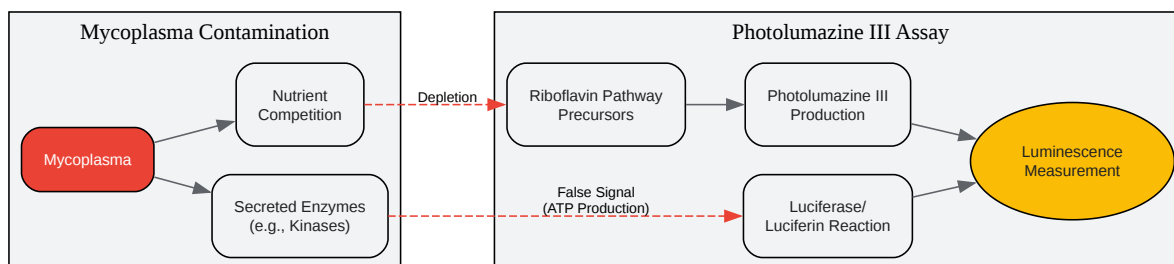 Mycoplasma Contamination
Photolumazine III Assay
Nutrient
Competition
Depletion
Riboflavin Pathway
Precursors
Photolumazine III
Production
Mycoplasma
Luminescence
Measurement
Secreted Enzymes
(e.g., Kinases)
False Signal
(ATP Production)
Luciferase/
Luciferin Reaction